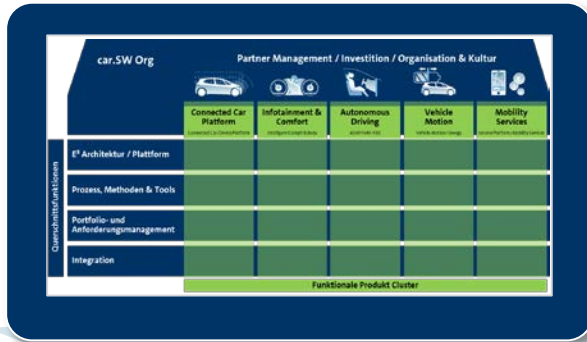 car.SW Org
Partner Management / Investition / Organisation & Kultur
Connected Car
Platform
Infotainment &
Comfort
Autonomous
Driving
Vehicle
Motion
Mobility
Services
Querschnittsfunktionen
E³ Architektur / Plattform
Prozess, Methoden & Tools
Portfolio- und
Anforderungsmanagement
Integration
Funktionale Produkt Cluster